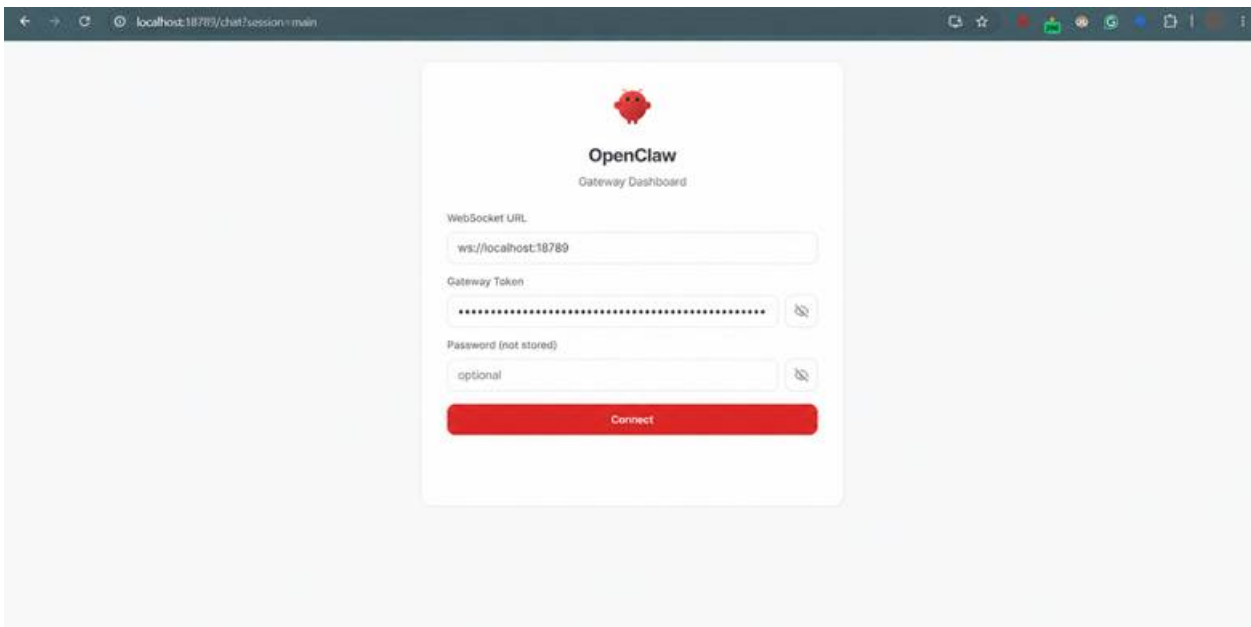 localhost:18789/chat?session=main
OpenClaw
Gateway Dashboard
WebSocket URL
ws://localhost:18789
Gateway Token
Password (not stored)
optional
Connect